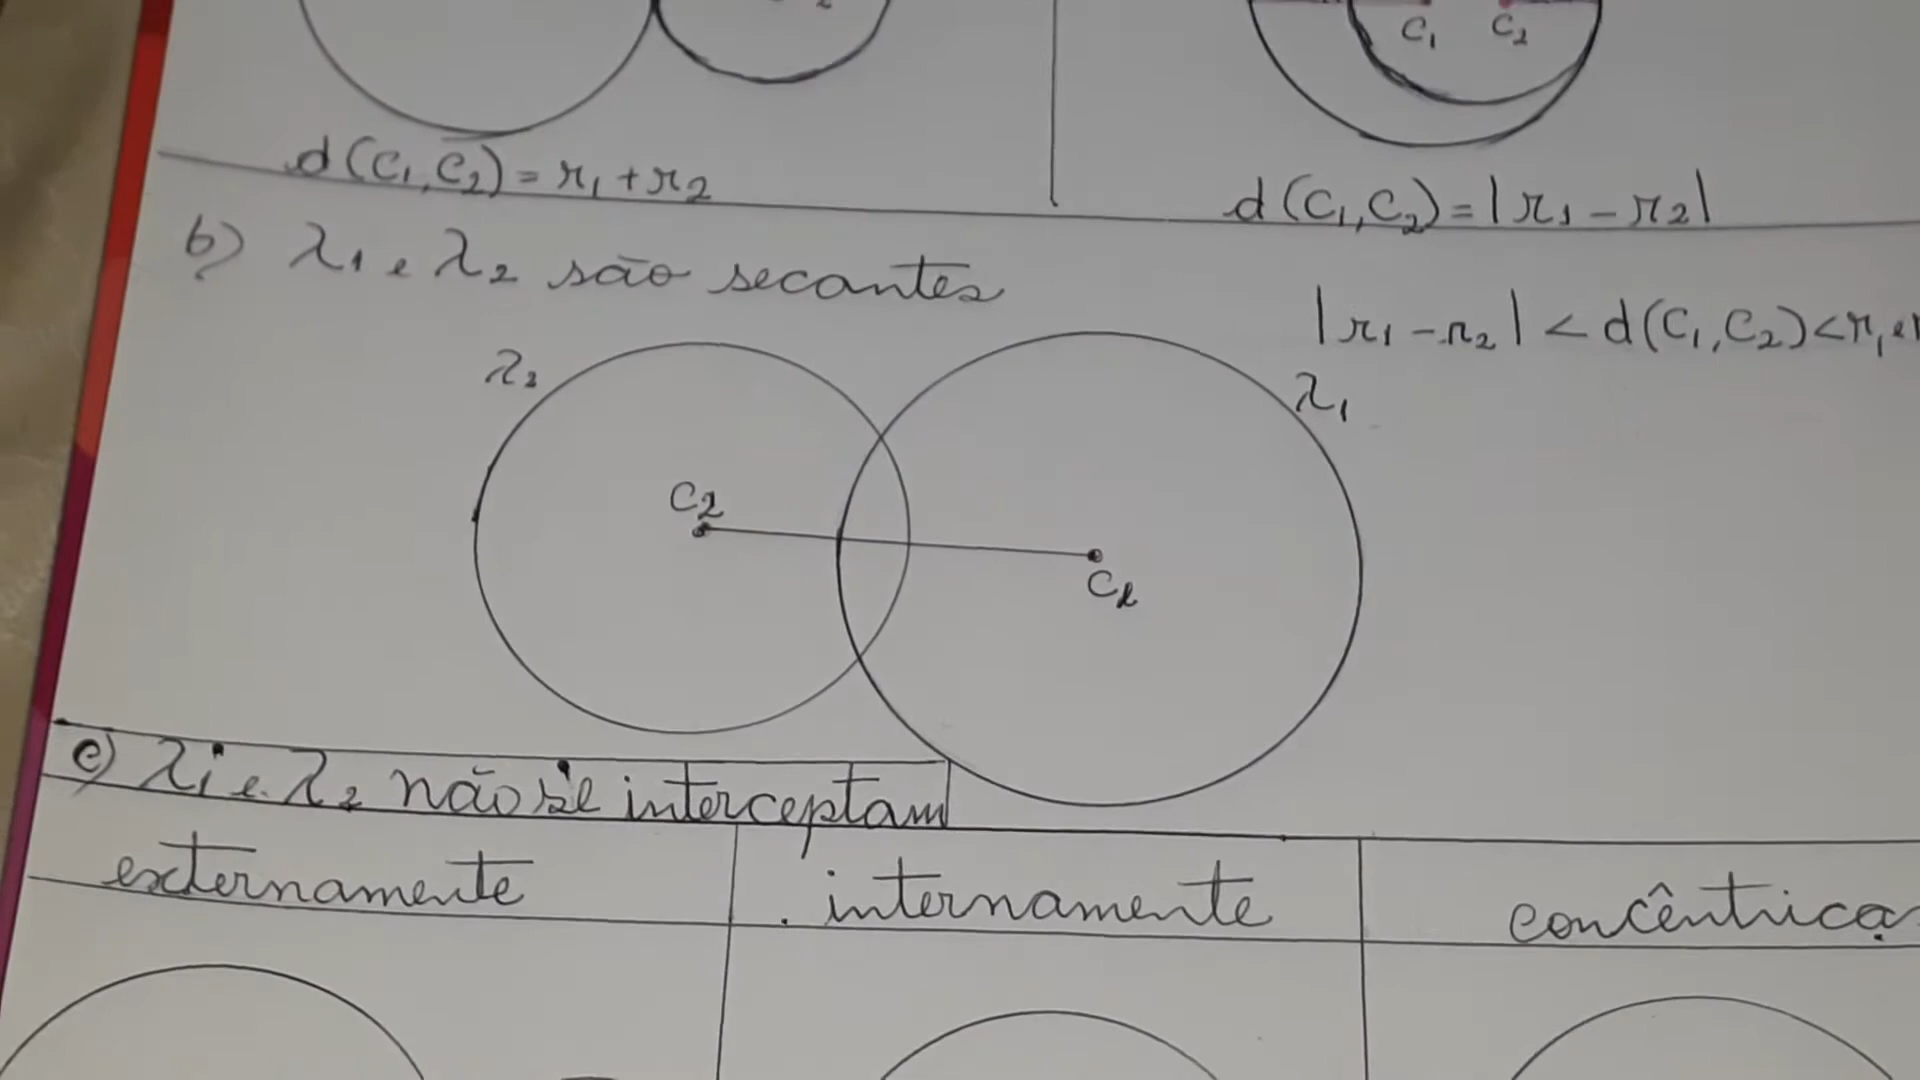 C₁ C₂
d(C₁,C₂)=r₁+r₂
d(C₁,C₂)=|r₁-r₂|
b) λ₁ e λ₂ são secantes
|r₁-r₂|<d(C₁,C₂)<r₁
λ₂
λ₁
C₂
C₁
c) λ₁ e λ₂ não se interceptam
externamente
internamente
concêntricas